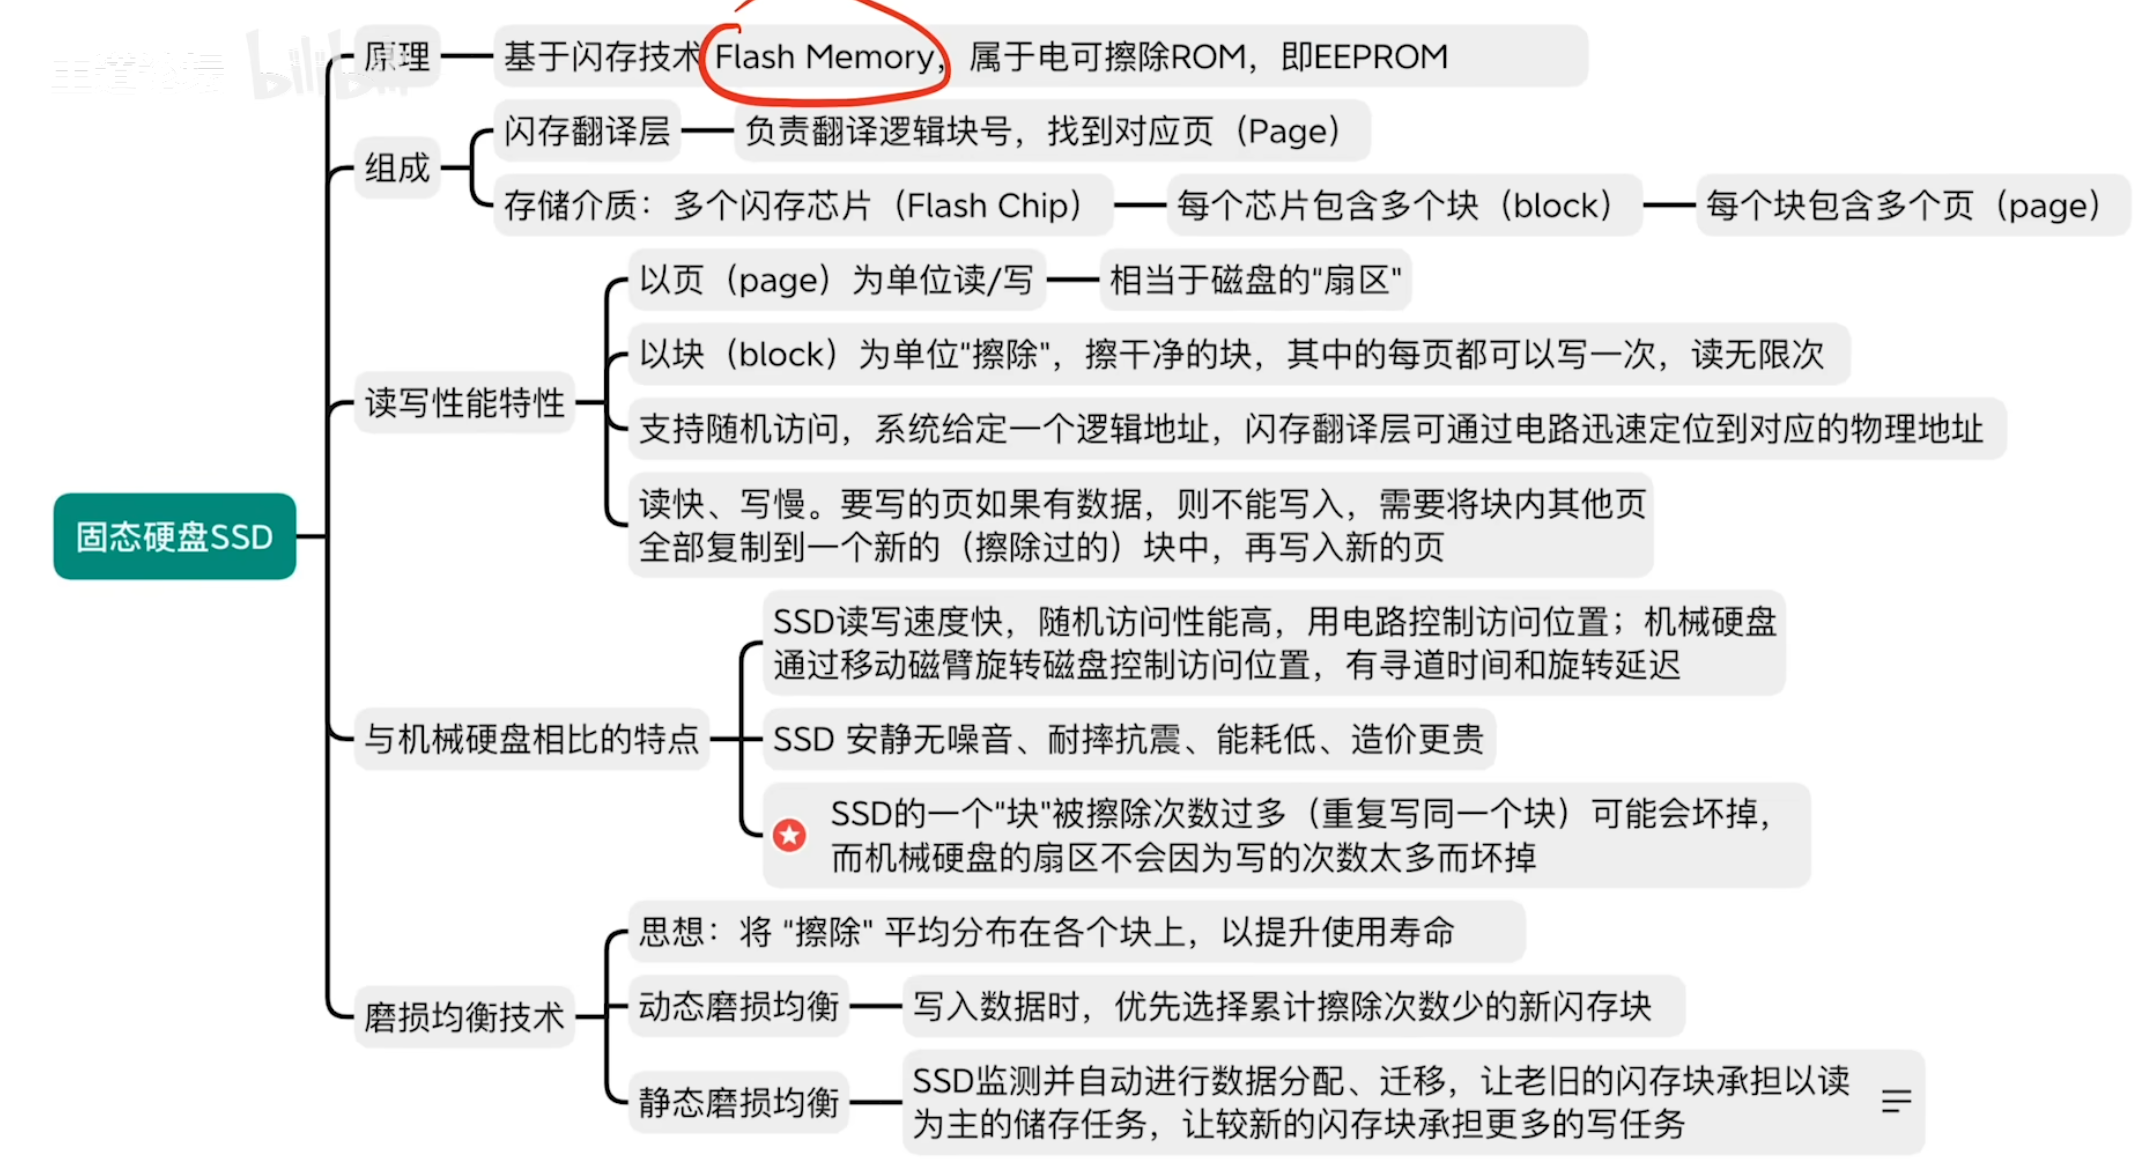 原理
基于闪存技术 Flash Memory，属于电可擦除ROM，即EEPROM
组成
闪存翻译层
负责翻译逻辑块号，找到对应页（Page）
存储介质：多个闪存芯片（Flash Chip）
每个芯片包含多个块（block）
每个块包含多个页（page）
固态硬盘SSD
读写性能特性
以页（page）为单位读/写
相当于磁盘的"扇区"
以块（block）为单位"擦除"，擦干净的块，其中的每页都可以写一次，读无限次
支持随机访问，系统给定一个逻辑地址，闪存翻译层可通过电路迅速定位到对应的物理地址
读快、写慢。要写的页如果有数据，则不能写入，需要将块内其他页
全部复制到一个新的（擦除过的）块中，再写入新的页
与机械硬盘相比的特点
SSD读写速度快，随机访问性能高，用电路控制访问位置；机械硬盘
通过移动磁臂旋转磁盘控制访问位置，有寻道时间和旋转延迟
SSD 安静无噪音、耐摔抗震、能耗低、造价更贵
SSD的一个"块"被擦除次数过多（重复写同一个块）可能会坏掉，
而机械硬盘的扇区不会因为写的次数太多而坏掉
磨损均衡技术
思想：将 "擦除" 平均分布在各个块上，以提升使用寿命
动态磨损均衡
写入数据时，优先选择累计擦除次数少的新闪存块
静态磨损均衡
SSD监测并自动进行数据分配、迁移，让老旧的闪存块承担以读
为主的储存任务，让较新的闪存块承担更多的写任务
bilibili